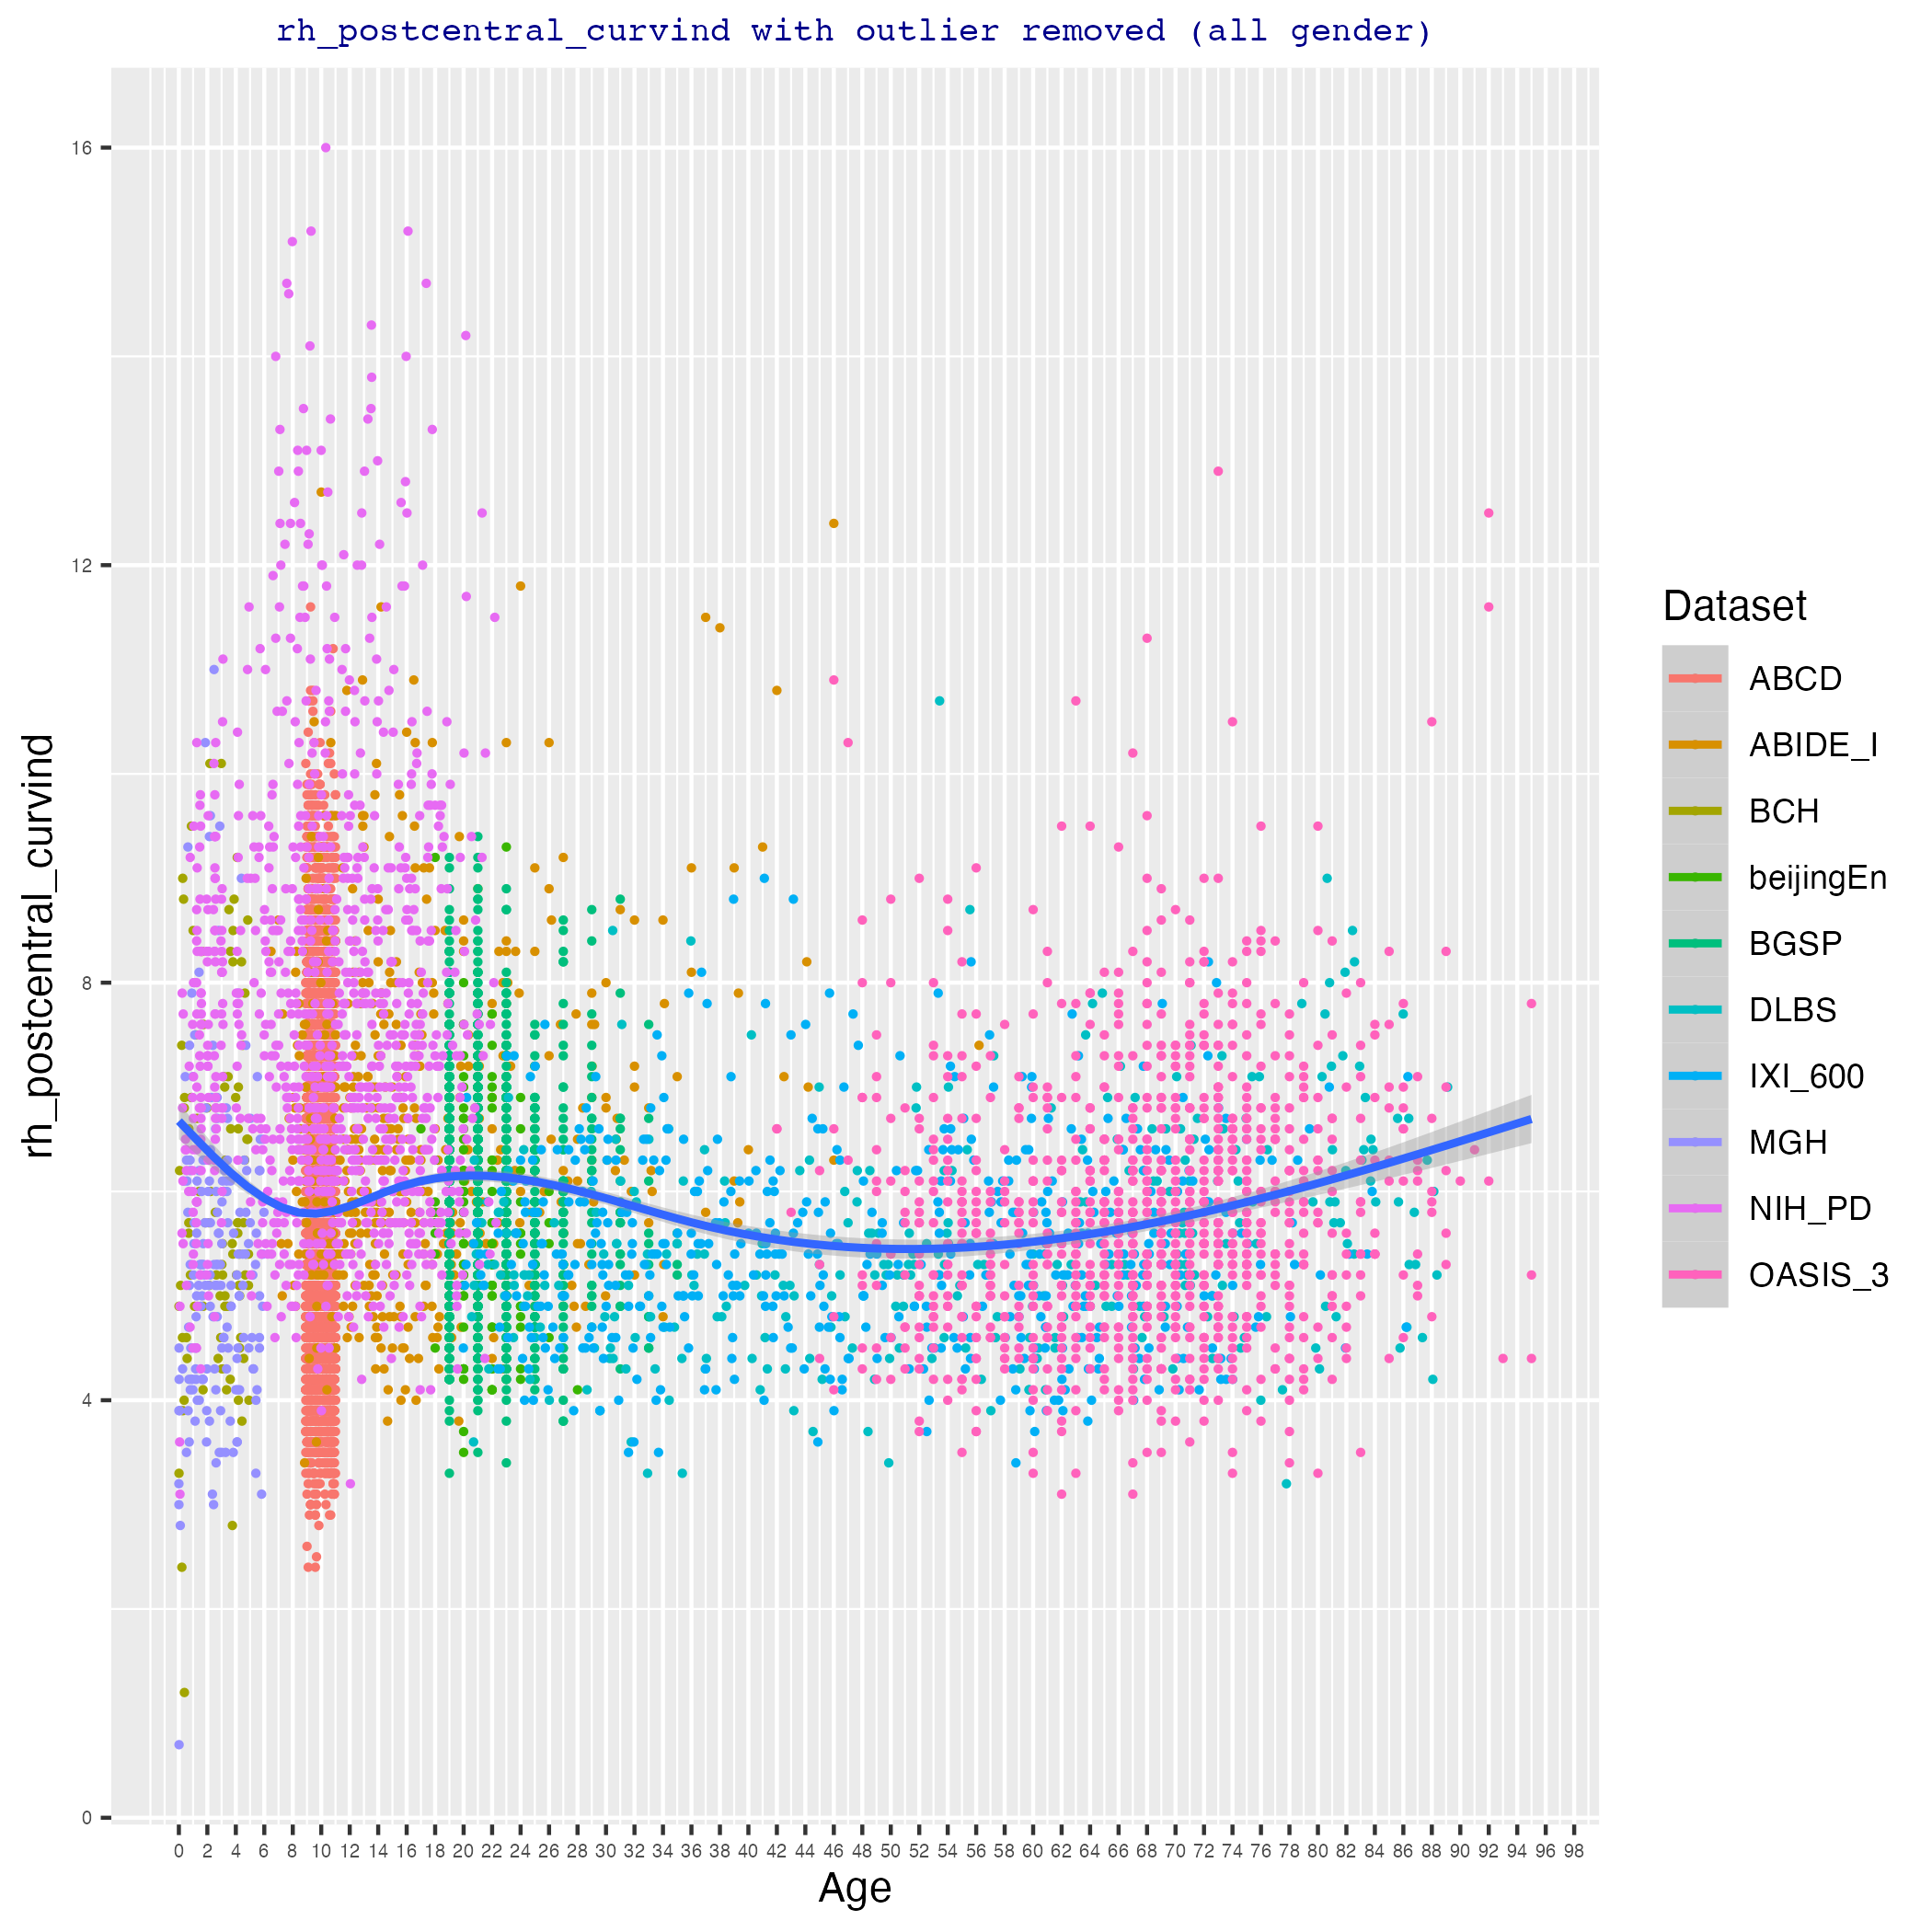 rh_postcentral_curvind with outlier removed (all gender)
rh_postcentral_curvind
16
12
8
4
0
0 2 4 6 8 10 12 14 16 18 20 22 24 26 28 30 32 34 36 38 40 42 44 46 48 50 52 54 56 58 60 62 64 66 68 70 72 74 76 78 80 82 84 86 88 90 92 94 96 98
Age
Dataset
ABCD
ABIDE_I
BCH
beijingEn
BGSP
DLBS
IXI_600
MGH
NIH_PD
OASIS_3